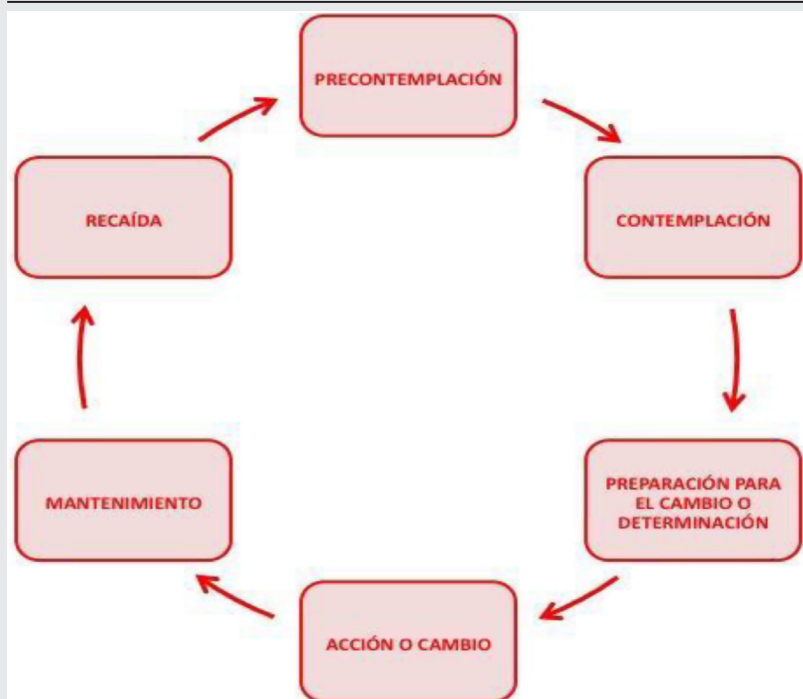 PRECONTEMPLACIÓN
CONTEMPLACIÓN
PREPARACIÓN PARA
EL CAMBIO O
DETERMINACIÓN
ACCIÓN O CAMBIO
MANTENIMIENTO
RECAÍDA